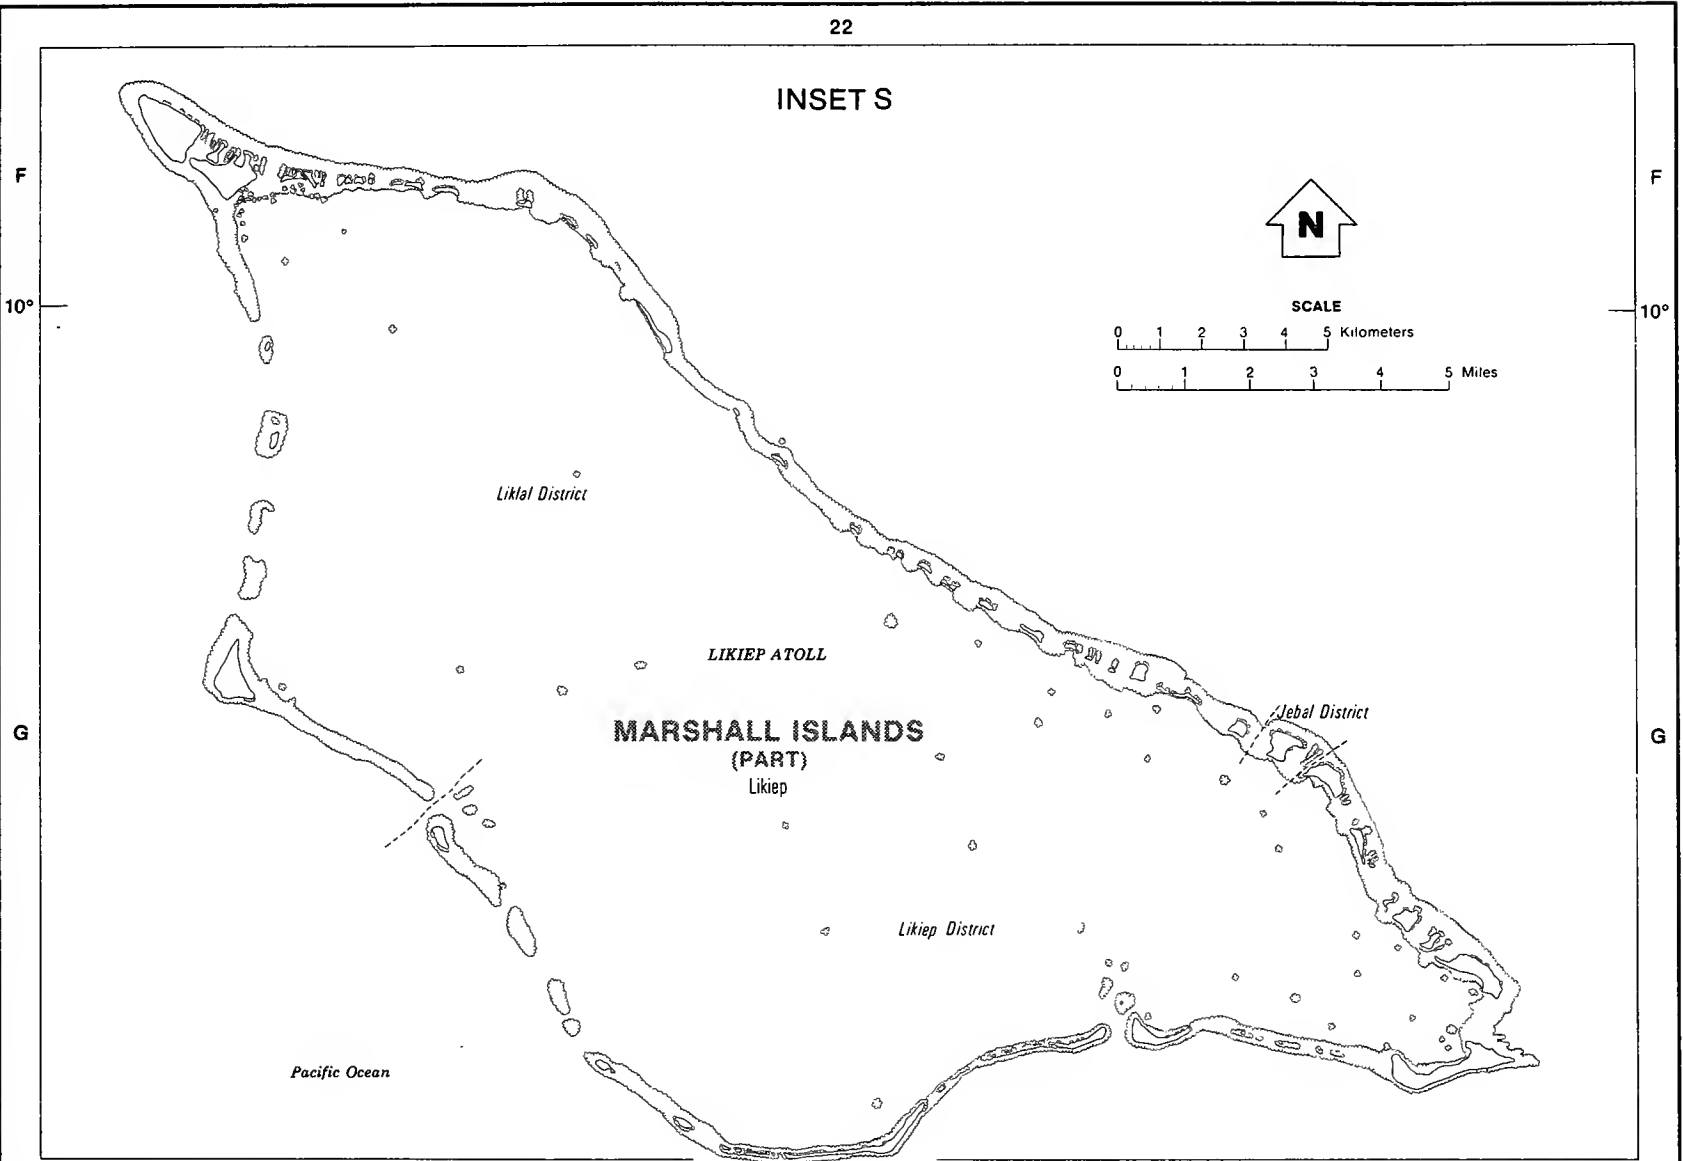 22
INSET S
F
F
N
10°
10°
SCALE
0 1 2 3 4 5 Kilometers
0 1 2 3 4 5 Miles
Liklal District
LIKIEP ATOLL
Jebal District
MARSHALL ISLANDS
(PART)
Likiep
G
G
Likiep District
Pacific Ocean